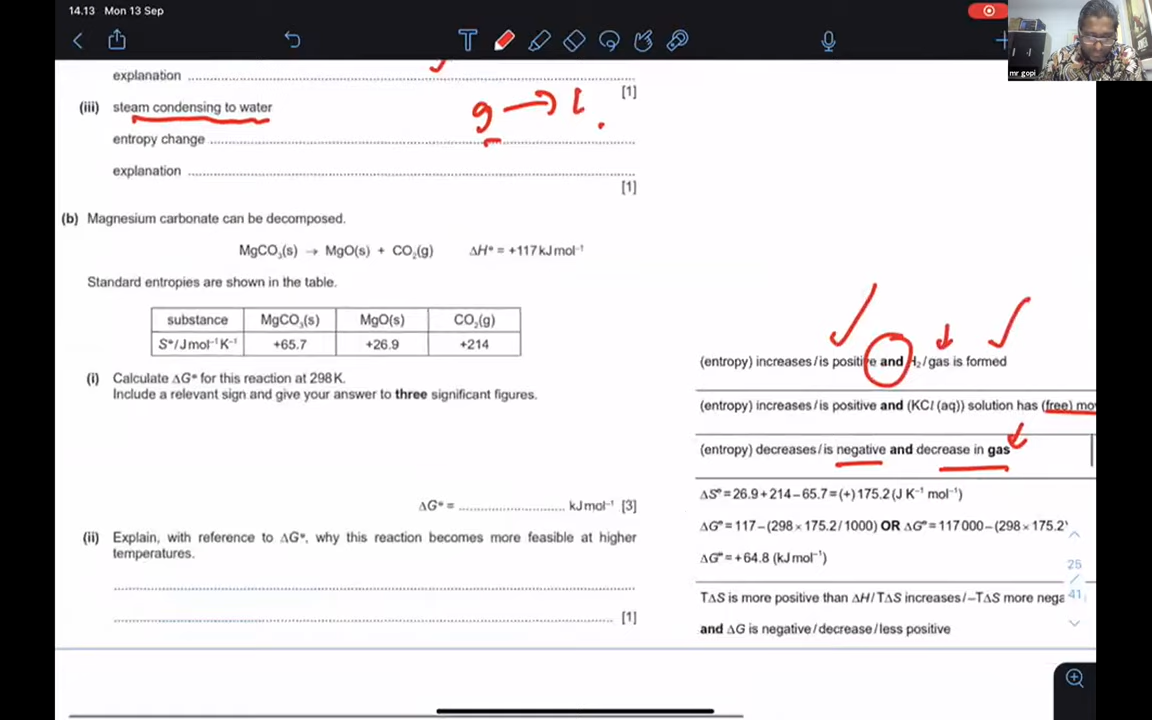 14.13 Mon 13 Sep
mr gopi
explanation
[1]
(iii) steam condensing to water
g → l
entropy change
explanation
[1]
(b) Magnesium carbonate can be decomposed.
MgCO₃(s) → MgO(s) + CO₂(g) ΔH° = +117 kJ mol⁻¹
Standard entropies are shown in the table.
substance MgCO₃(s) MgO(s) CO₂(g)
S°/J mol⁻¹ K⁻¹ +65.7 +26.9 +214
(i) Calculate ΔG° for this reaction at 298 K.
Include a relevant sign and give your answer to three significant figures.
ΔG° = .............................. kJ mol⁻¹ [3]
(ii) Explain, with reference to ΔG°, why this reaction becomes more feasible at higher
temperatures.
[1]
(entropy) increases/is positive and H₂/gas is formed
(entropy) increases/is positive and (KCl (aq)) solution has (free)
(entropy) decreases/is negative and decrease in gas
ΔS° = 26.9 + 214 – 65.7 = (+) 175.2 (J K⁻¹ mol⁻¹)
ΔG° = 117 – (298 × 175.2/1000) OR ΔG° = 117 000 – (298 × 175.2
ΔG° = + 64.8 (kJ mol⁻¹)
TΔS is more positive than ΔH/TΔS increases/–TΔS more
and ΔG is negative/decrease/less positive
25
/
41